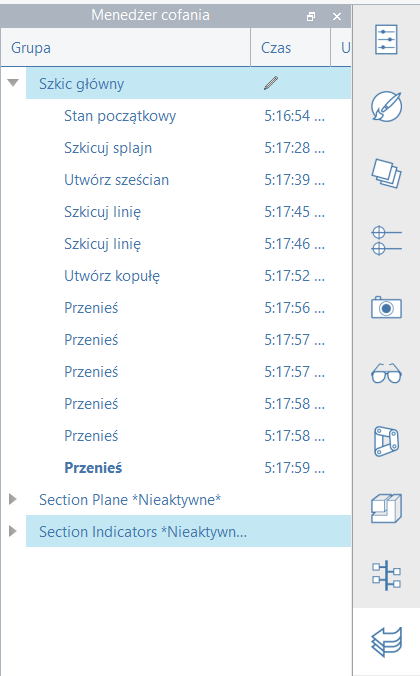 Menedżer cofania
Grupa Czas U
Szkic główny
Stan początkowy 5:16:54 ...
Szkicuj splajn 5:17:28 ...
Utwórz sześcian 5:17:39 ...
Szkicuj linię 5:17:45 ...
Szkicuj linię 5:17:46 ...
Utwórz kopułę 5:17:52 ...
Przenieś 5:17:56 ...
Przenieś 5:17:57 ...
Przenieś 5:17:57 ...
Przenieś 5:17:58 ...
Przenieś 5:17:58 ...
Przenieś 5:17:59 ...
Section Plane *Nieaktywne*
Section Indicators *Nieaktywn...